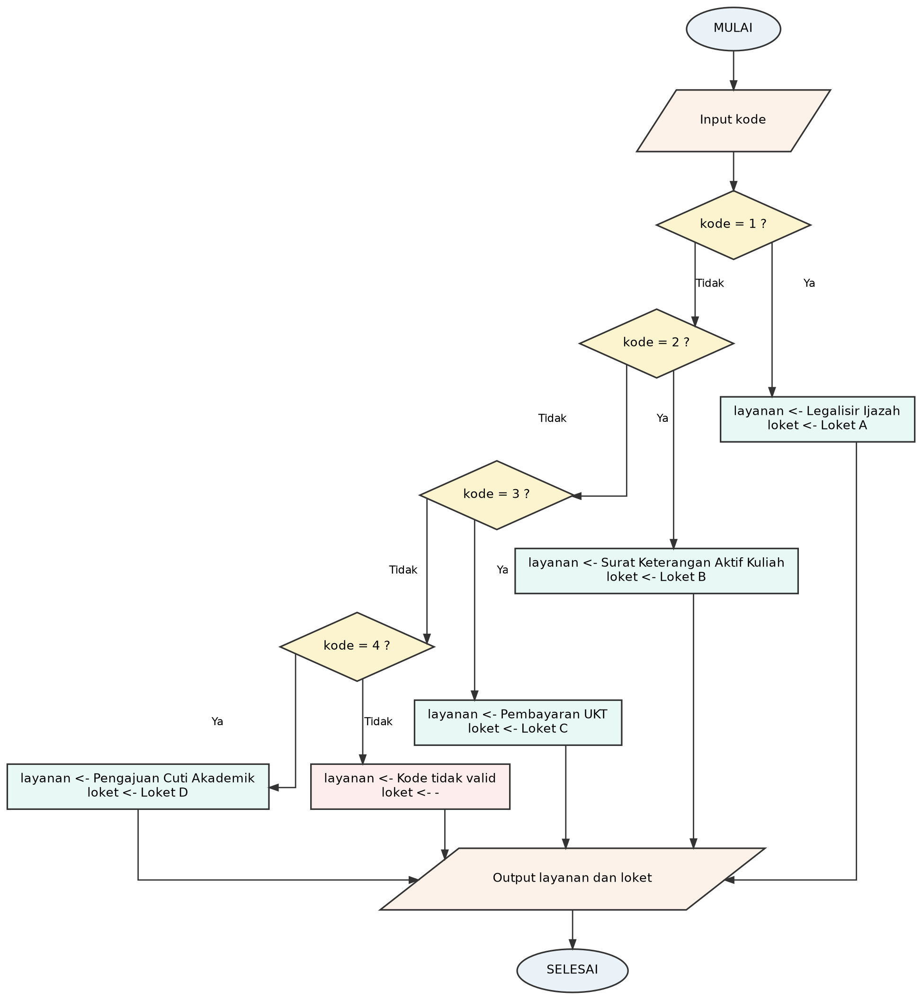 MULAI
Input kode
kode = 1 ?
Tidak
Ya
kode = 2 ?
layanan <- Legalisir Ijazah
loket <- Loket A
Tidak
Ya
kode = 3 ?
layanan <- Surat Keterangan Aktif Kuliah
loket <- Loket B
Tidak
Ya
kode = 4 ?
layanan <- Pembayaran UKT
loket <- Loket C
Ya
Tidak
layanan <- Pengajuan Cuti Akademik
loket <- Loket D
layanan <- Kode tidak valid
loket <- -
Output layanan dan loket
SELESAI